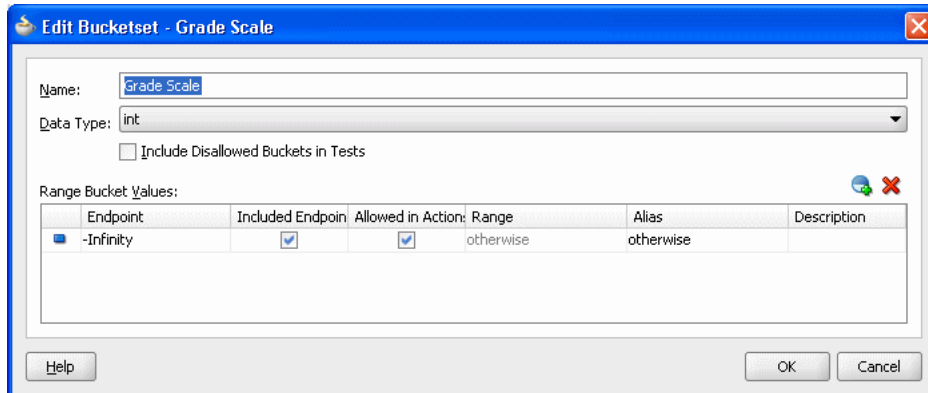 Edit Bucketset - Grade Scale
Name: Grade Scale
Data Type: int
Include Disallowed Buckets in Tests
Range Bucket Values:
Endpoint Included Endpoin Allowed in Action: Range Alias Description
-Infinity otherwise otherwise
Help OK Cancel